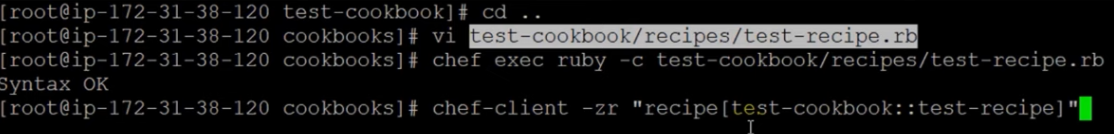 [root@ip-172-31-38-120 test-cookbook]# cd ..
[root@ip-172-31-38-120 cookbooks]# vi test-cookbook/recipes/test-recipe.rb
[root@ip-172-31-38-120 cookbooks]# chef exec ruby -c test-cookbook/recipes/test-recipe.rb
Syntax OK
[root@ip-172-31-38-120 cookbooks]# chef-client -zr "recipe[test-cookbook::test-recipe]"